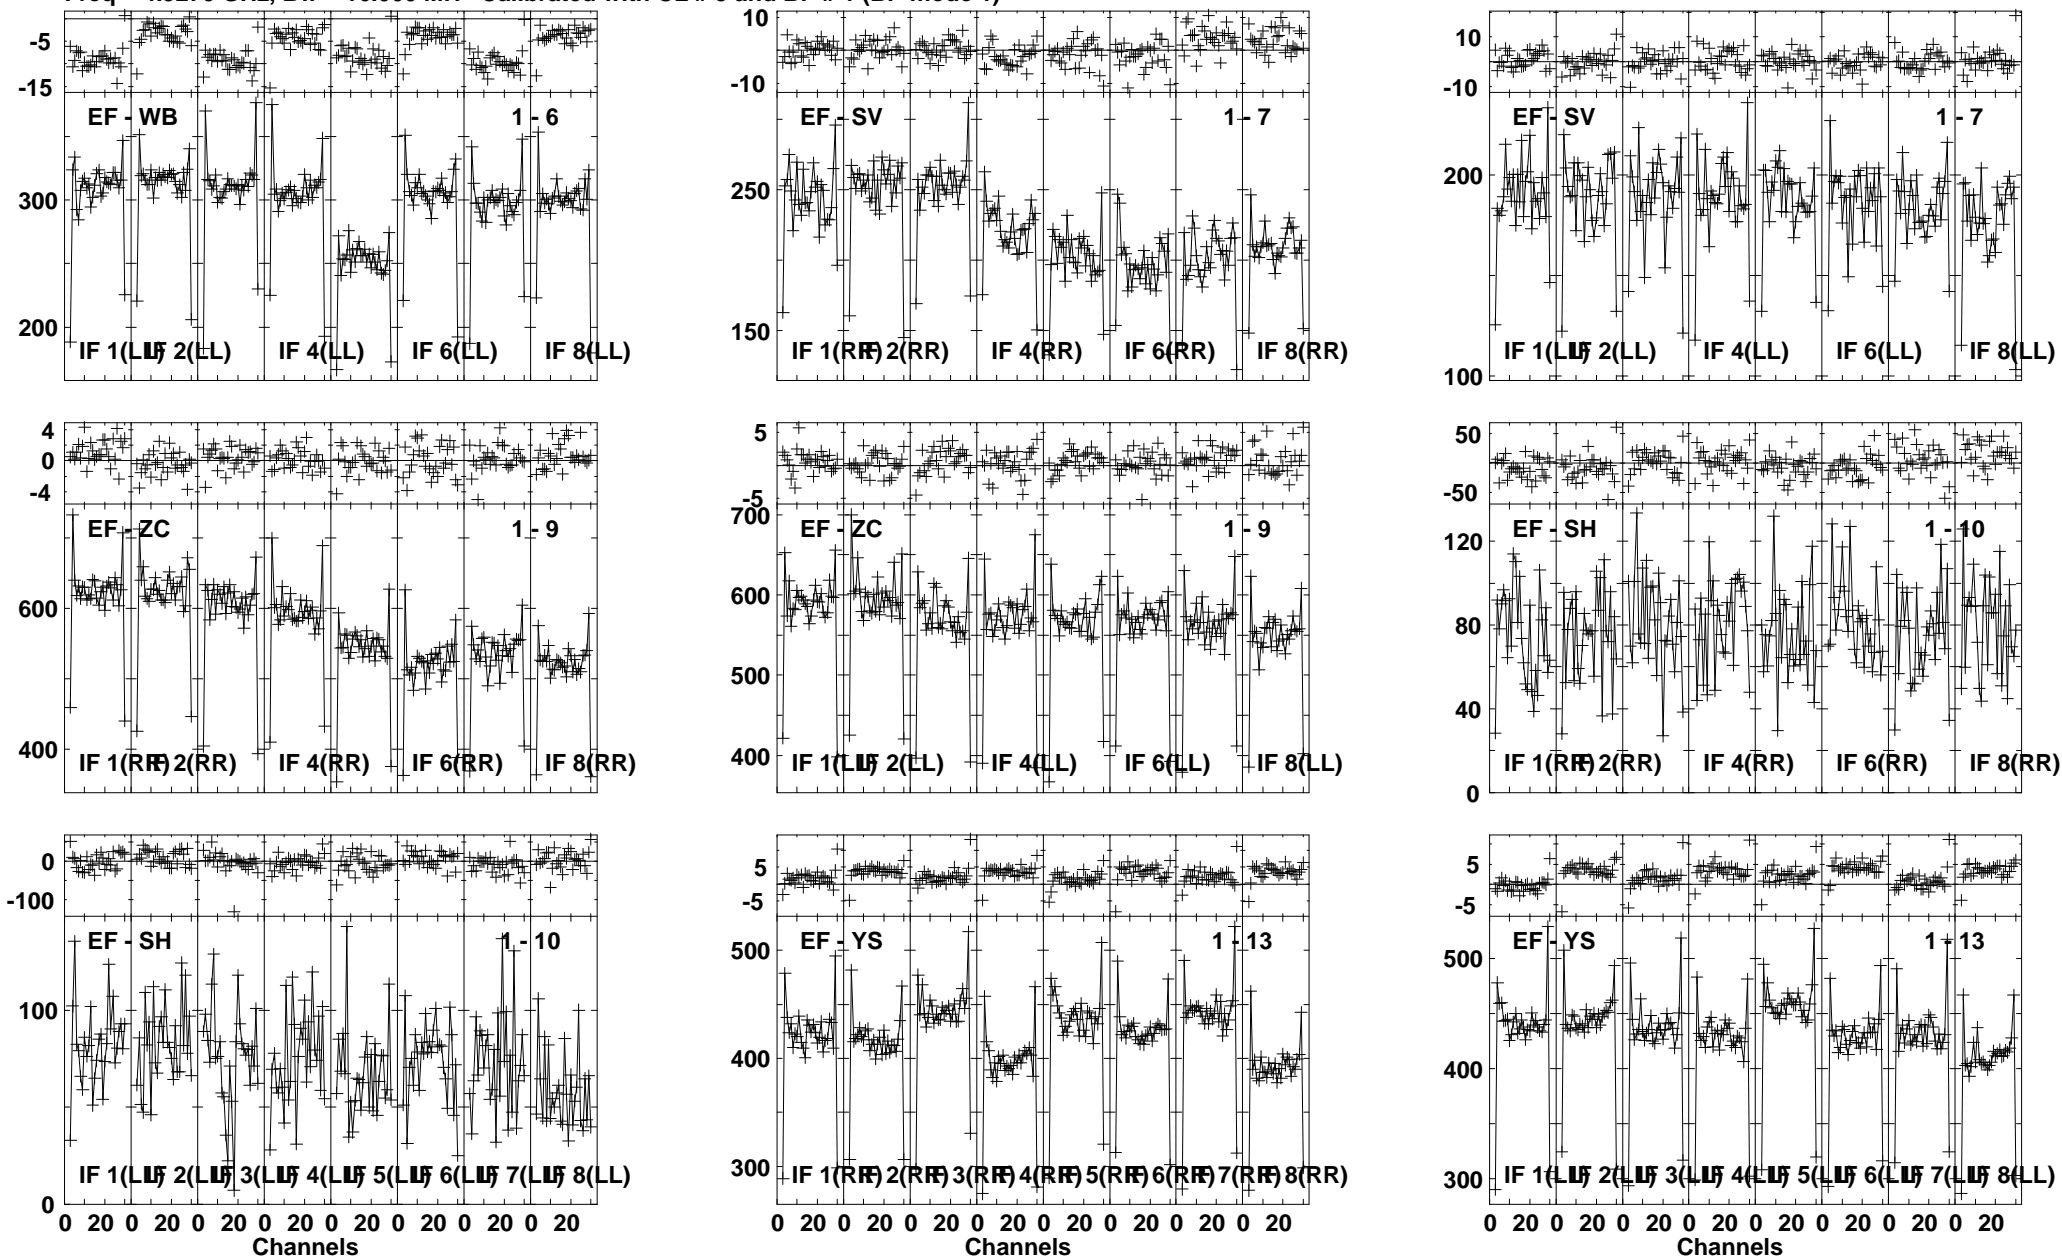 -5
-15
EF - WB 1 - 6
300
200
IF 1(LL) IF 2(LL) IF 4(LL) IF 6(LL) IF 8(LL)
10
-10
EF - SV 1 - 7
250
150
IF 1(RR) IF 2(RR) IF 4(RR) IF 6(RR) IF 8(RR)
10
-10
EF - SV 1 - 7
200
100
IF 1(LL) IF 2(LL) IF 4(LL) IF 6(LL) IF 8(LL)
4
0
-4
EF - ZC 1 - 9
600
400
IF 1(RR) IF 2(RR) IF 4(RR) IF 6(RR) IF 8(RR)
5
-5
700
EF - ZC 1 - 9
600
500
400
IF 1(LL) IF 2(LL) IF 4(LL) IF 6(LL) IF 8(LL)
50
-50
EF - SH 1 - 10
120
80
40
0
IF 1(RR) IF 2(RR) IF 4(RR) IF 6(RR) IF 8(RR)
0
-100
EF - SH 1 - 10
100
0
IF 1(LL) IF 2(LL) IF 3(LL) IF 4(LL) IF 5(LL) IF 6(LL) IF 7(LL) IF 8(LL)
0 20 0 20 0 20 0 20 0 20 0 20 0 20 0 20
Channels
5
-5
EF - YS 1 - 13
500
400
300
IF 1(RR) IF 2(RR) IF 3(RR) IF 4(RR) IF 5(RR) IF 6(RR) IF 7(RR) IF 8(RR)
0 20 0 20 0 20 0 20 0 20 0 20 0 20 0 20
Channels
5
-5
EF - YS 1 - 13
500
400
300
IF 1(LL) IF 2(LL) IF 3(LL) IF 4(LL) IF 5(LL) IF 6(LL) IF 7(LL) IF 8(LL)
0 20 0 20 0 20 0 20 0 20 0 20 0 20 0 20
Channels